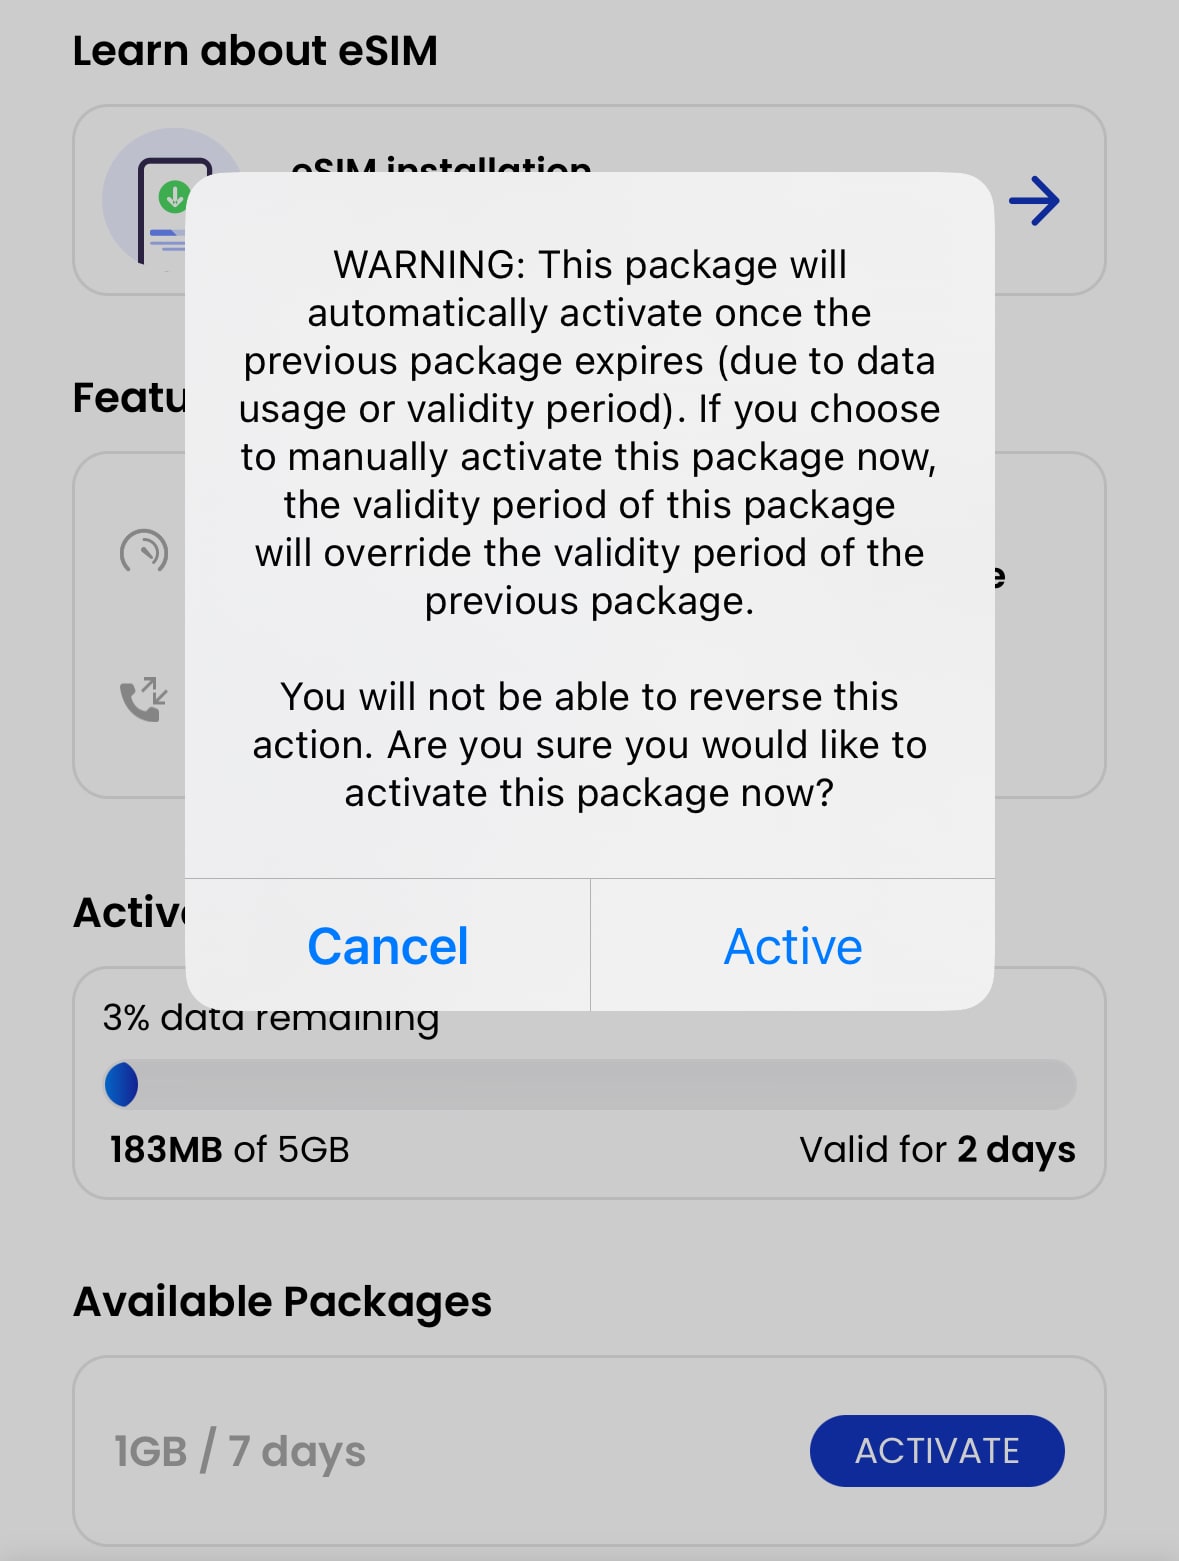 Learn about eSIM
eSIM installation
WARNING: This package will
automatically activate once the
previous package expires (due to data
usage or validity period). If you choose
to manually activate this package now,
the validity period of this package
will override the validity period of the
previous package.
You will not be able to reverse this
action. Are you sure you would like to
activate this package now?
Cancel
Active
3% data remaining
183MB of 5GB
Valid for 2 days
Available Packages
1GB / 7 days
ACTIVATE